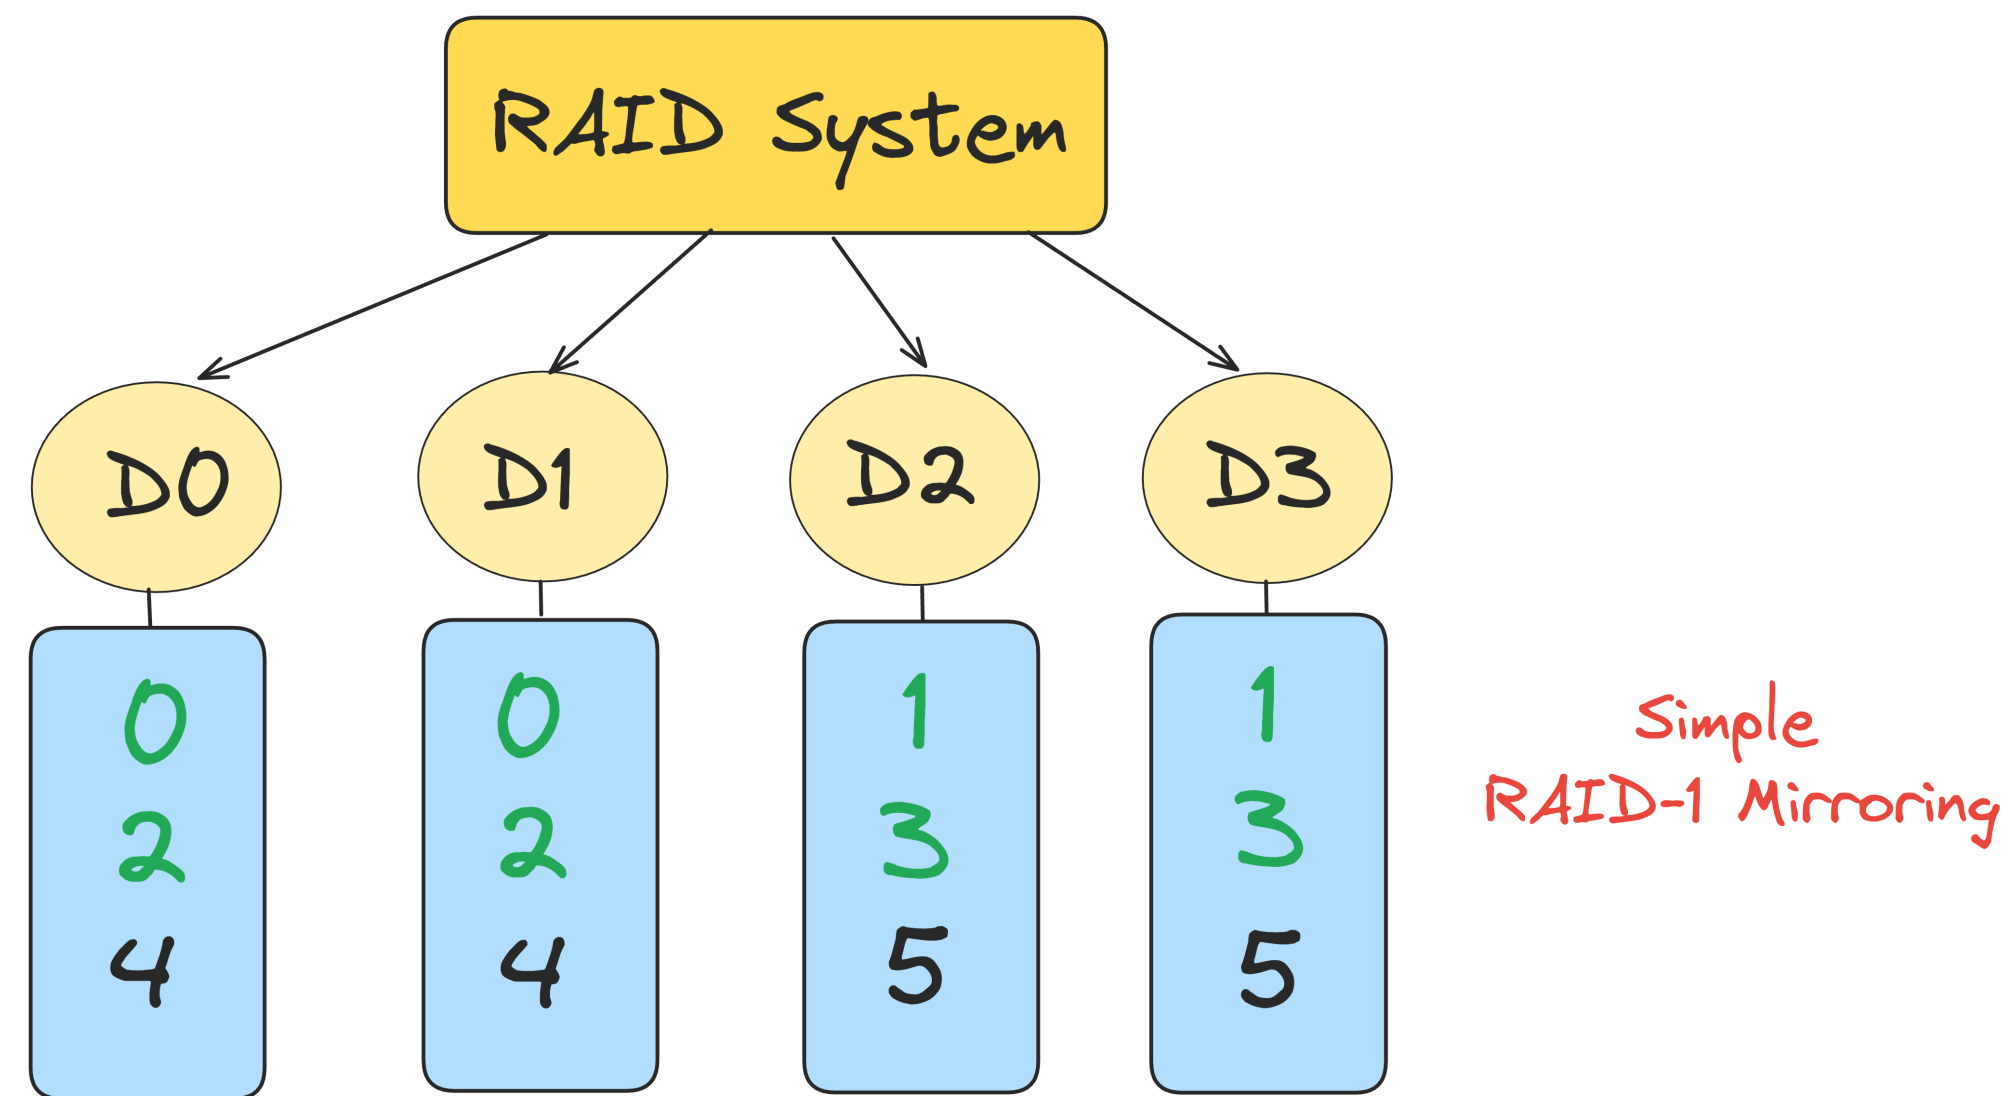 RAID System
D0 D1 D2 D3
0 0 1 1
2 2 3 3
4 4 5 5
Simple
RAID-1 Mirroring